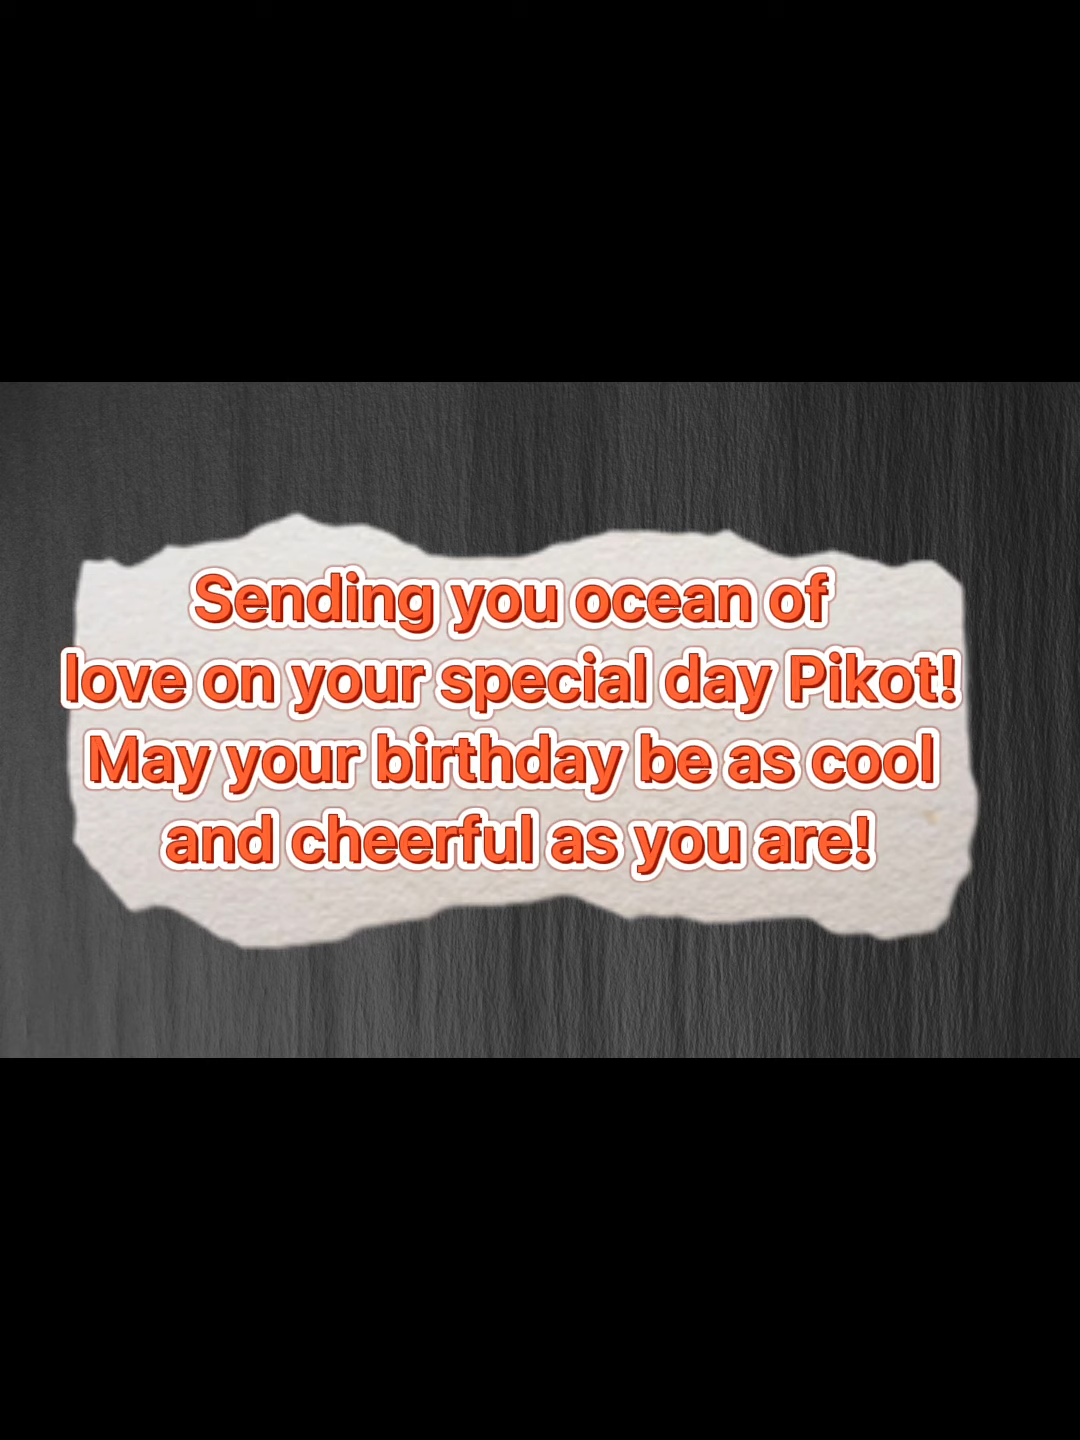 Sending you ocean of
love on your special day Pikot!
May your birthday be as cool
and cheerful as you are!